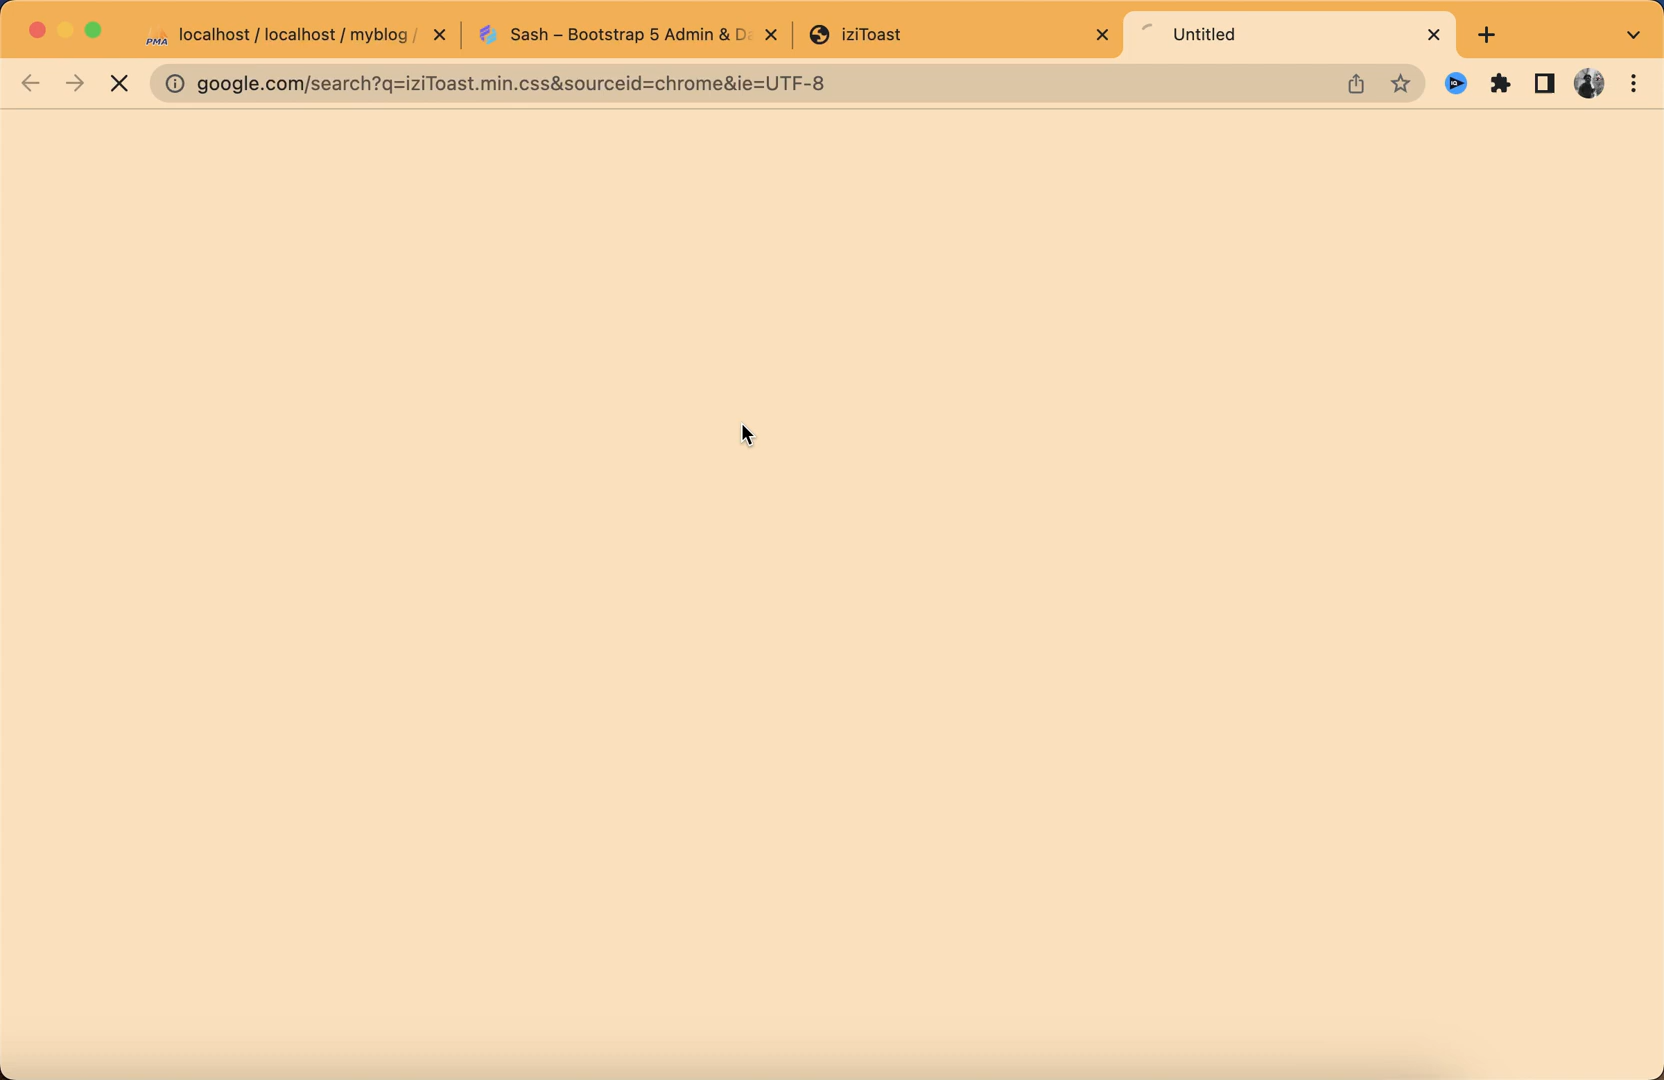 PMA localhost / localhost / myblog /
Sash – Bootstrap 5 Admin & Da
iziToast
Untitled
google.com/search?q=iziToast.min.css&sourceid=chrome&ie=UTF-8